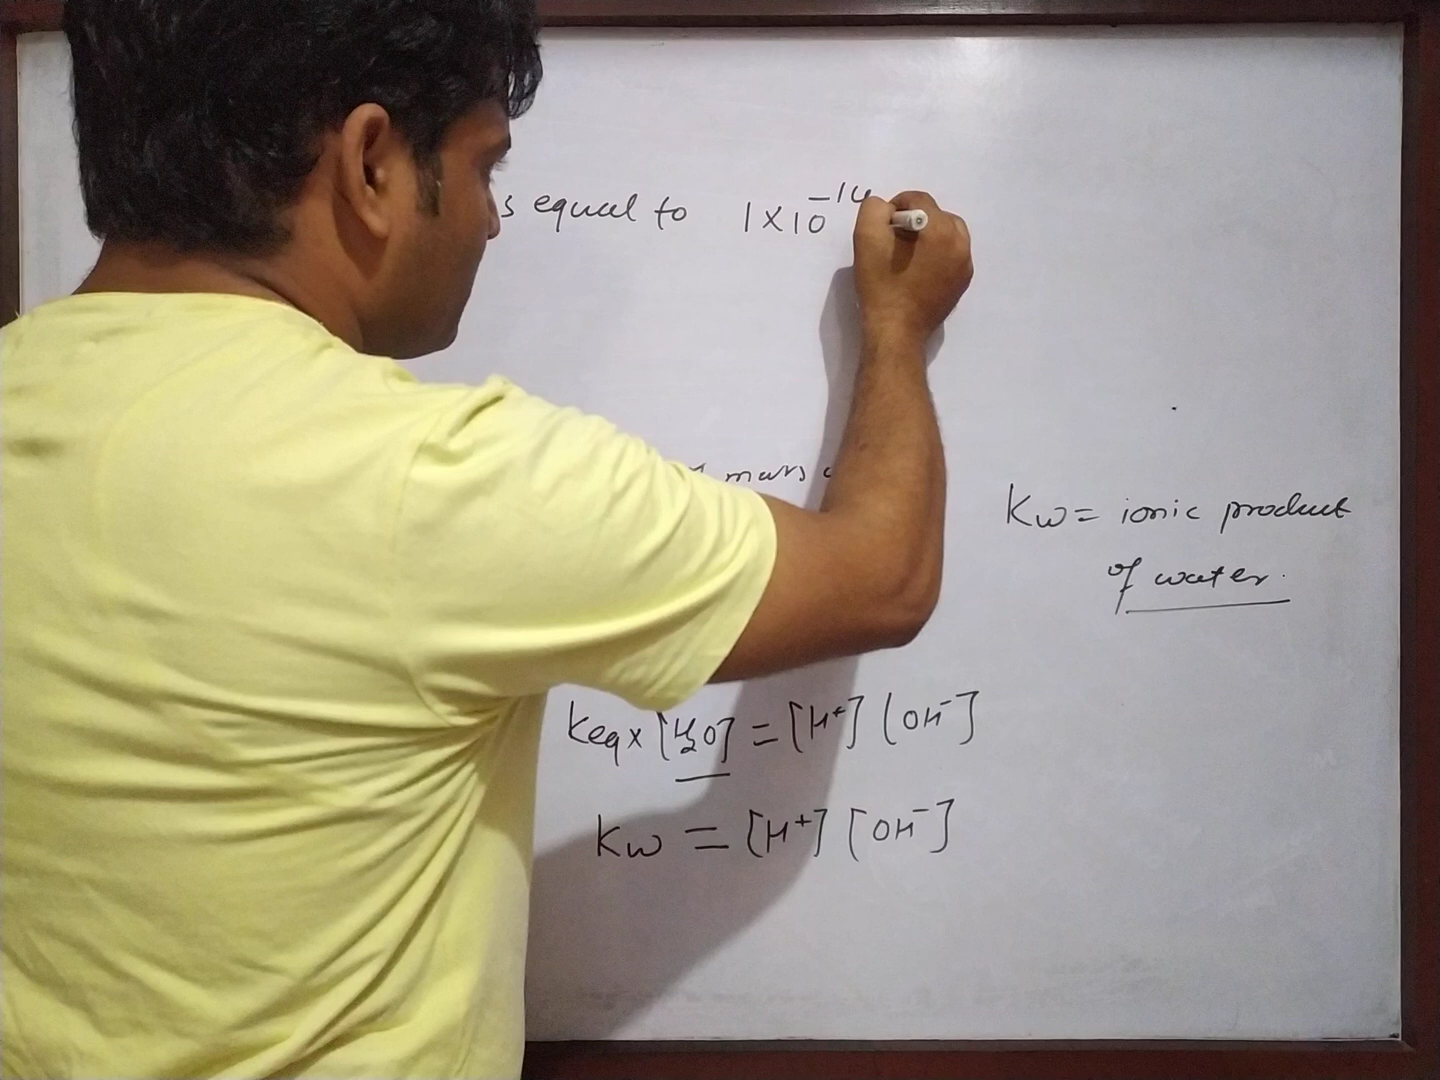 s equal to 1×10⁻¹⁴
mass
Kw = ionic product
of water.
Keq × [H₂O] = [H⁺] [OH⁻]
Kw = [H⁺] [OH⁻]